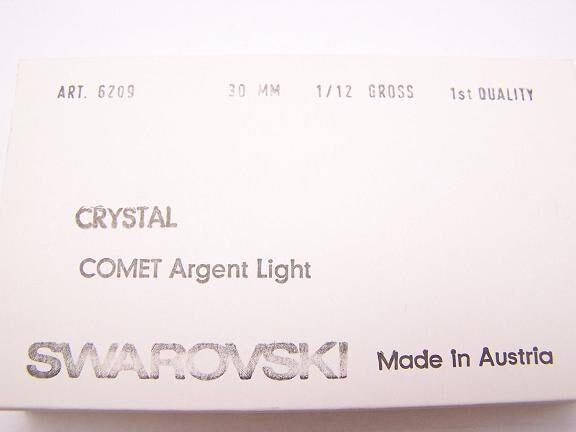 ART. 6209 30 MM 1/12 GROSS 1st QUALITY
CRYSTAL
COMET Argent Light
SWAROVSKI Made in Austria